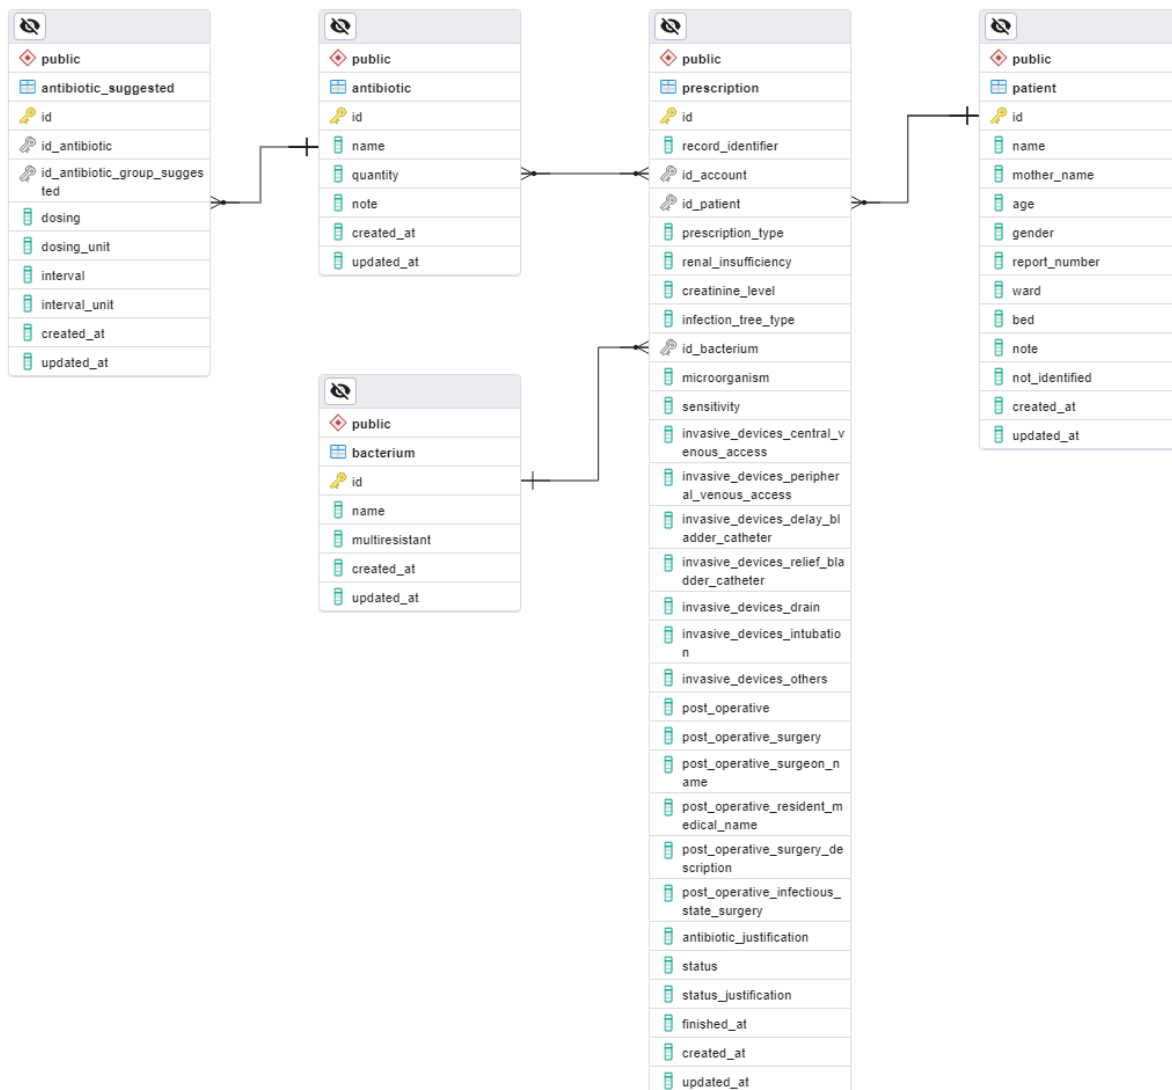 public
antibiotic_suggested
id
id_antibiotic
id_antibiotic_group_sugges
ted
dosing
dosing_unit
interval
interval_unit
created_at
updated_at
public
antibiotic
id
name
quantity
note
created_at
updated_at
public
bacterium
id
name
multiresistant
created_at
updated_at
public
prescription
id
record_identifier
id_account
id_patient
prescription_type
renal_insufficiency
creatinine_level
infection_tree_type
id_bacterium
microorganism
sensitivity
invasive_devices_central_v
enous_access
invasive_devices_peripher
al_venous_access
invasive_devices_delay_bl
adder_catheter
invasive_devices_relief_bla
dder_catheter
invasive_devices_drain
invasive_devices_intubatio
n
invasive_devices_others
post_operative
post_operative_surgery
post_operative_surgeon_n
ame
post_operative_resident_m
edical_name
post_operative_surgery_de
scription
post_operative_infectious_
state_surgery
antibiotic_justification
status
status_justification
finished_at
created_at
updated_at
public
patient
id
name
mother_name
age
gender
report_number
ward
bed
note
not_identified
created_at
updated_at